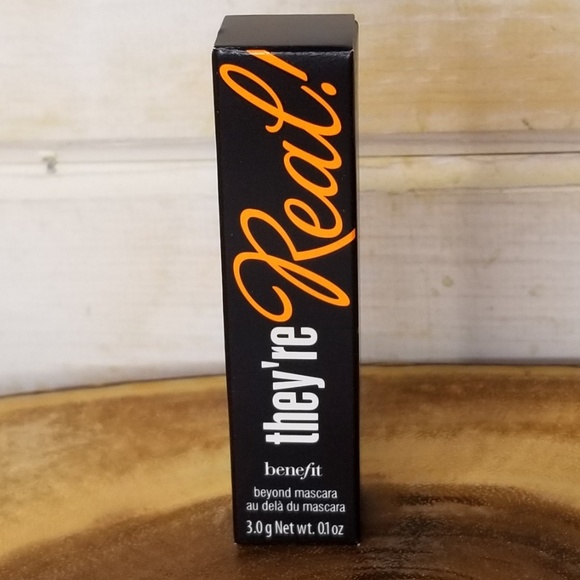 they're Real!
benefit
beyond mascara
au delà du mascara
3.0 g Net wt. 0.1 oz